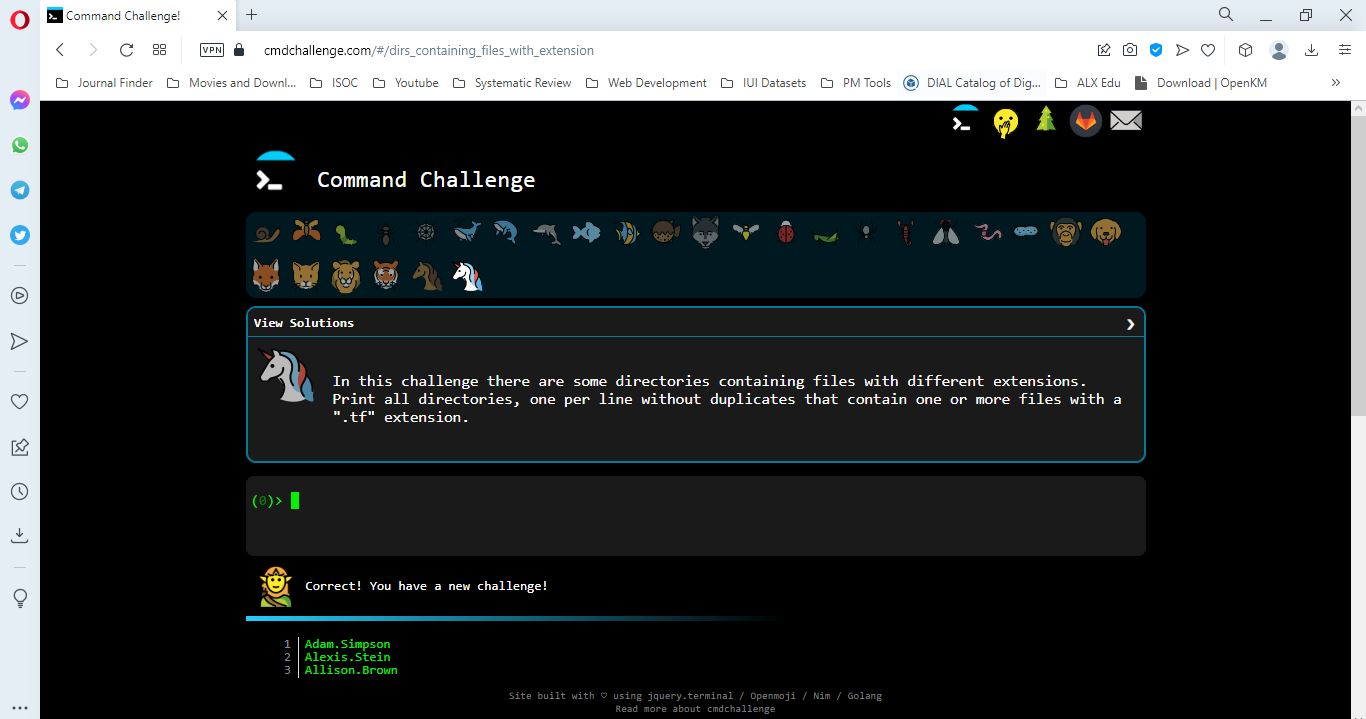 Command Challenge!
VPN
cmdchallenge.com/#/dirs_containing_files_with_extension
Journal Finder
Movies and Downl...
ISOC
Youtube
Systematic Review
Web Development
IUI Datasets
PM Tools
DIAL Catalog of Dig...
ALX Edu
Download | OpenKM
Command Challenge
View Solutions
In this challenge there are some directories containing files with different extensions.
Print all directories, one per line without duplicates that contain one or more files with a
".tf" extension.
(0)>
Correct! You have a new challenge!
1 Adam.Simpson
2 Alexis.Stein
3 Allison.Brown
Site built with ♡ using jquery.terminal / Openmoji / Nim / Golang
Read more about cmdchallenge